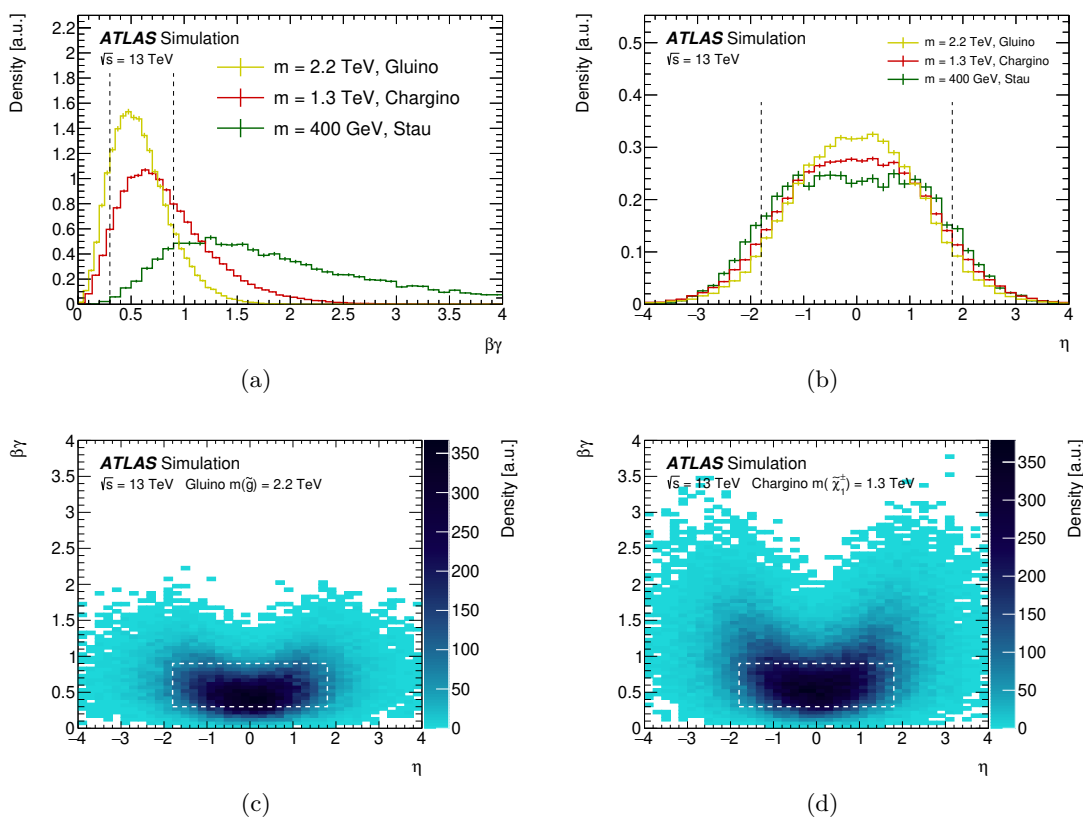 ATLAS Simulation
√s = 13 TeV
m = 2.2 TeV, Gluino
m = 1.3 TeV, Chargino
m = 400 GeV, Stau
Density [a.u.]
2.2
2
1.8
1.6
1.4
1.2
1
0.8
0.6
0.4
0.2
0
0 0.5 1 1.5 2 2.5 3 3.5 4
βγ
(a)
ATLAS Simulation
√s = 13 TeV
m = 2.2 TeV, Gluino
m = 1.3 TeV, Chargino
m = 400 GeV, Stau
Density [a.u.]
0.5
0.4
0.3
0.2
0.1
0
−4 −3 −2 −1 0 1 2 3 4
η
(b)
ATLAS Simulation
√s = 13 TeV Gluino m(g̃) = 2.2 TeV
βγ
4
3.5
3
2.5
2
1.5
1
0.5
0
−4 −3 −2 −1 0 1 2 3 4
η
350
300
250
200
150
100
50
0
Density [a.u.]
(c)
ATLAS Simulation
√s = 13 TeV Chargino m(χ̃₁±) = 1.3 TeV
βγ
4
3.5
3
2.5
2
1.5
1
0.5
0
−4 −3 −2 −1 0 1 2 3 4
η
350
300
250
200
150
100
50
0
Density [a.u.]
(d)